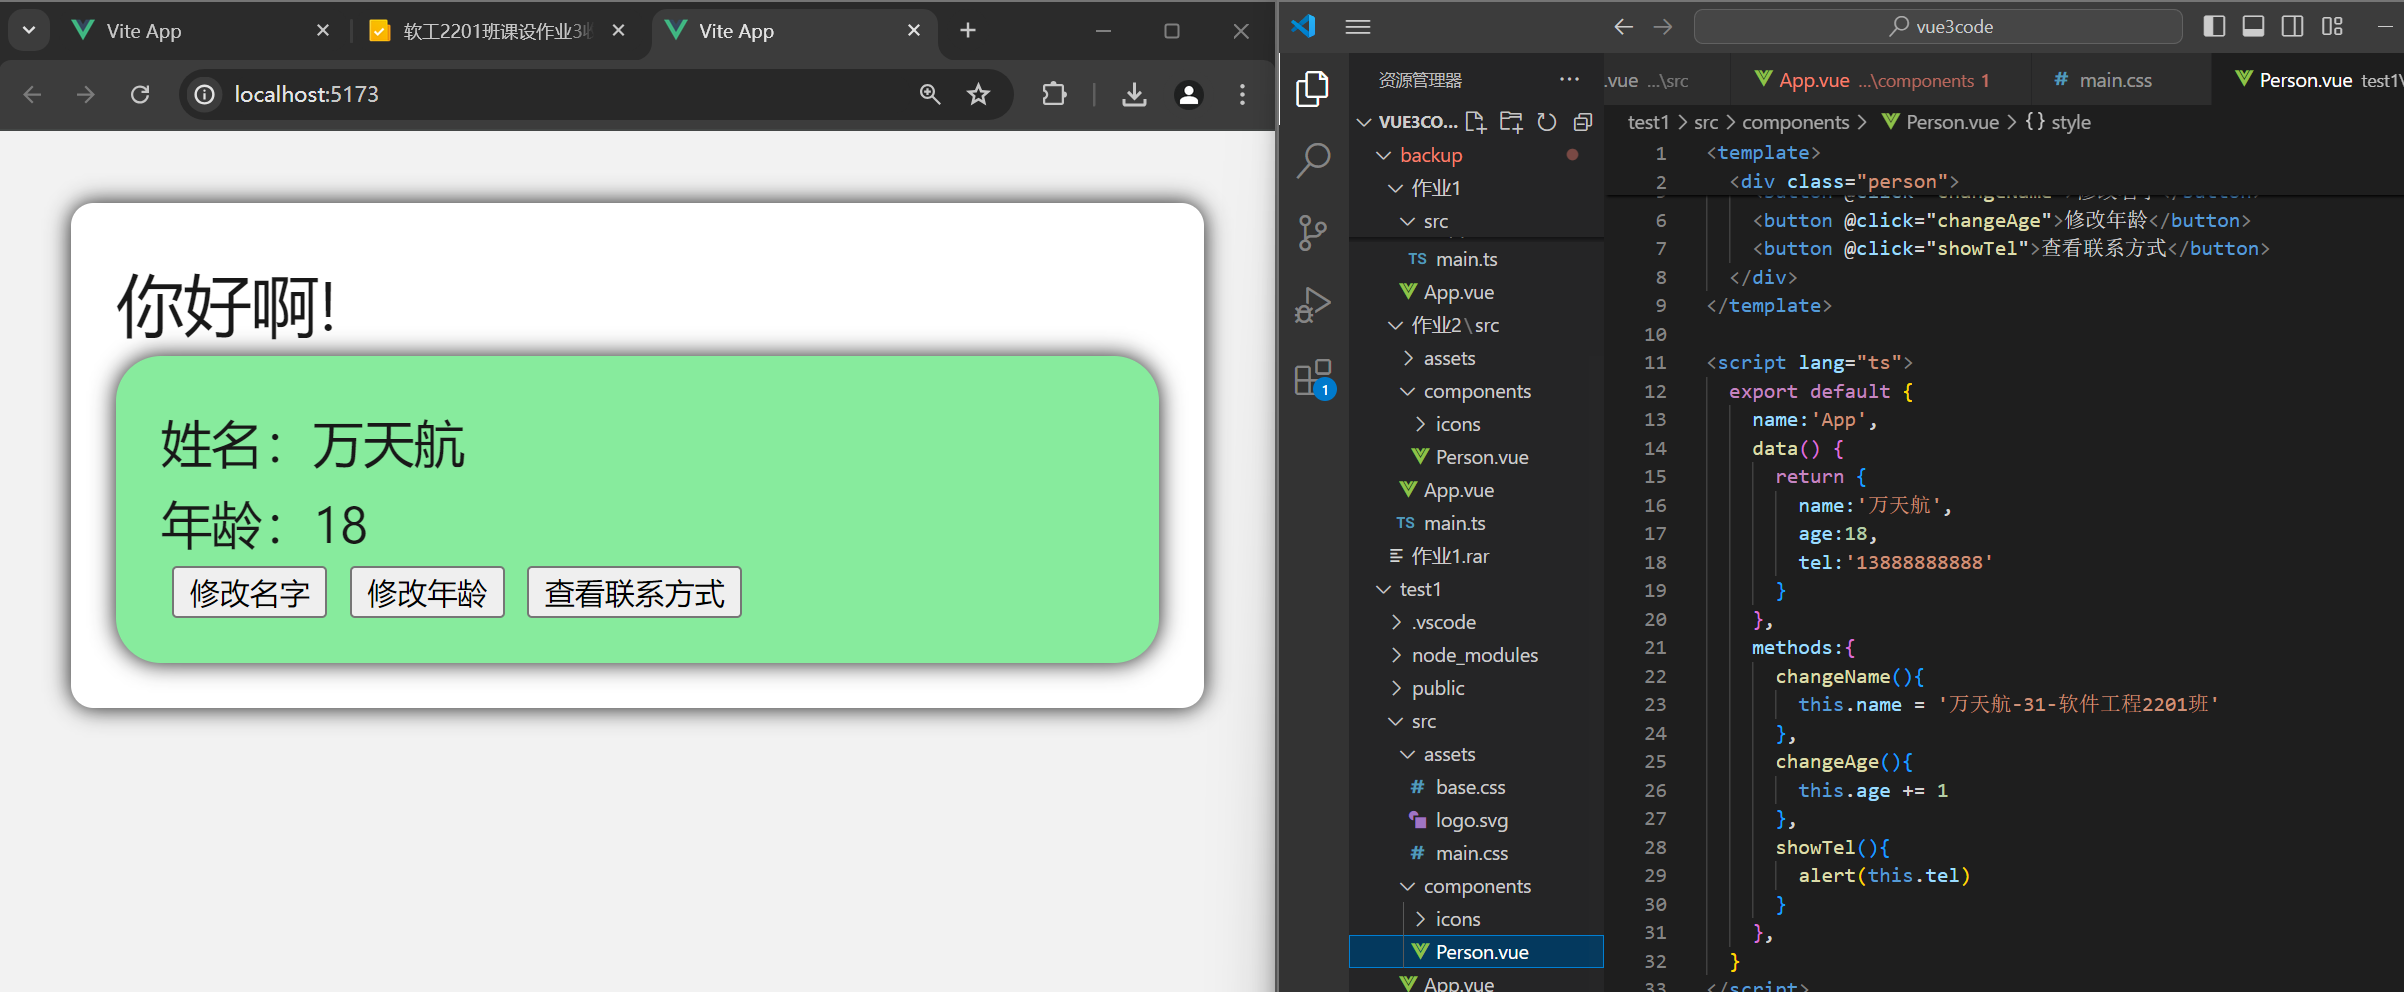 Vite App
软工2201班课设作业3
Vite App
localhost:5173
你好啊!
姓名：万天航
年龄：18
修改名字
修改年龄
查看联系方式
vue3code
资源管理器
VUE3CO...
backup
作业1
src
TS main.ts
App.vue
作业2\src
assets
components
icons
Person.vue
App.vue
TS main.ts
作业1.rar
test1
.vscode
node_modules
public
src
assets
# base.css
logo.svg
# main.css
components
icons
Person.vue
App.vue
1
.vue ...\src
App.vue ...\components 1
# main.css
Person.vue test1\
test1 > src > components > Person.vue > {} style
1 <template>
2 <div class="person">
5 <button @click="changeName">修改名字</button>
6 <button @click="changeAge">修改年龄</button>
7 <button @click="showTel">查看联系方式</button>
8 </div>
9 </template>
10
11 <script lang="ts">
12 export default {
13 name:'App',
14 data() {
15 return {
16 name:'万天航',
17 age:18,
18 tel:'13888888888'
19 }
20 },
21 methods:{
22 changeName(){
23 this.name = '万天航-31-软件工程2201班'
24 },
25 changeAge(){
26 this.age += 1
27 },
28 showTel(){
29 alert(this.tel)
30 }
31 },
32 }
33 </script>